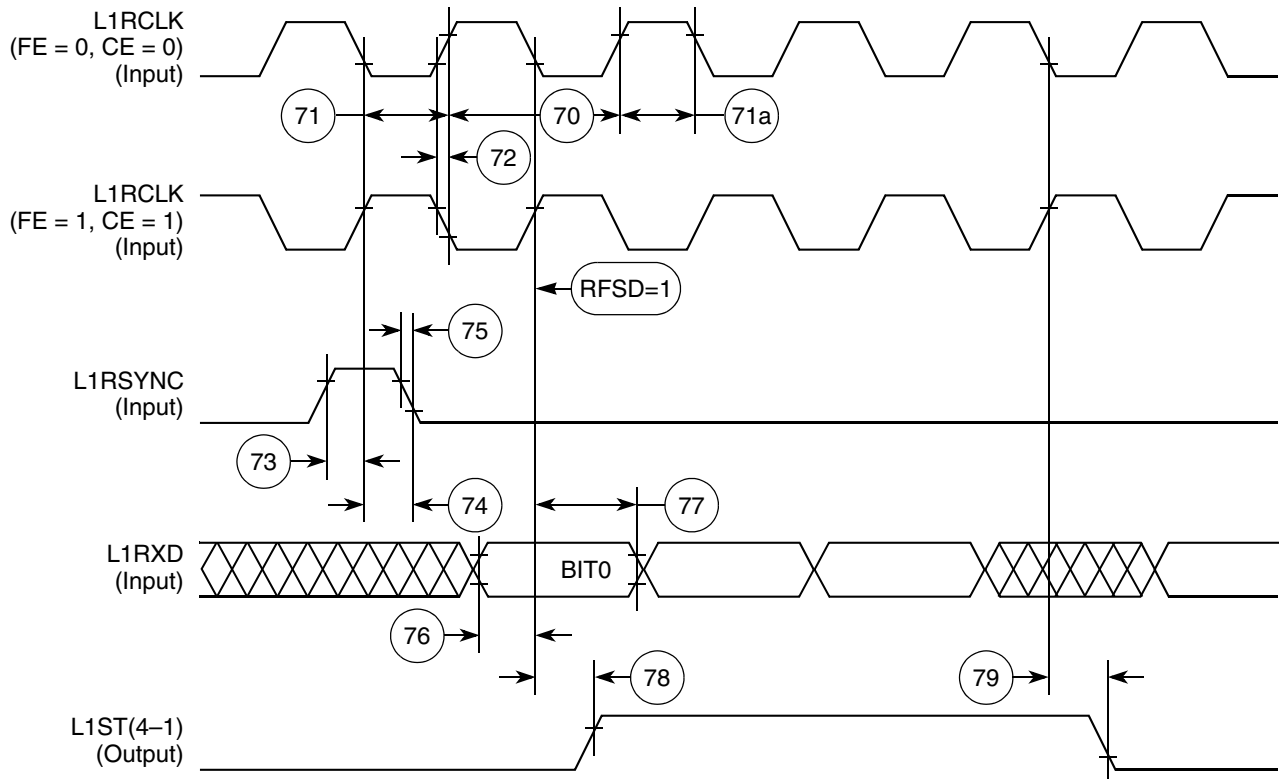 L1RCLK
(FE = 0, CE = 0)
(Input)
71
70
71a
72
L1RCLK
(FE = 1, CE = 1)
(Input)
RFSD=1
75
L1RSYNC
(Input)
73
74
77
L1RXD
(Input)
BIT0
76
78
79
L1ST(4–1)
(Output)